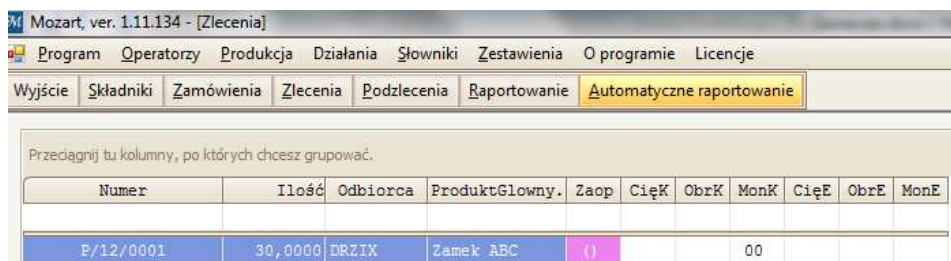 Mozart, ver. 1.11.134 - [Zlecenia]
Program Operatorzy Produkcja Działania Słowniki Zestawienia O programie Licencje
Wyjście Składniki Zamówienia Zlecenia Podzlecenia Raportowanie Automatyczne raportowanie
Przeciągnij tu kolumny, po których chcesz grupować.
Numer Ilość Odbiorca ProduktGlowny. Zaop CięK ObrK MonK CięE ObrE MonE
P/12/0001 30,0000 DRZIX Zamek ABC () 00